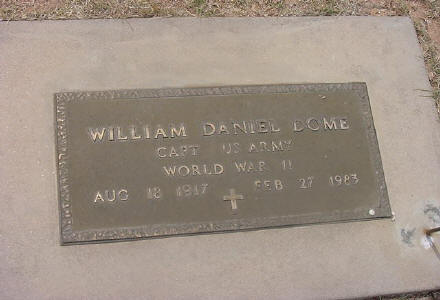 WILLIAM DANIEL DOME
CAPT US ARMY
WORLD WAR II
AUG 18 1917 FEB 27 1983